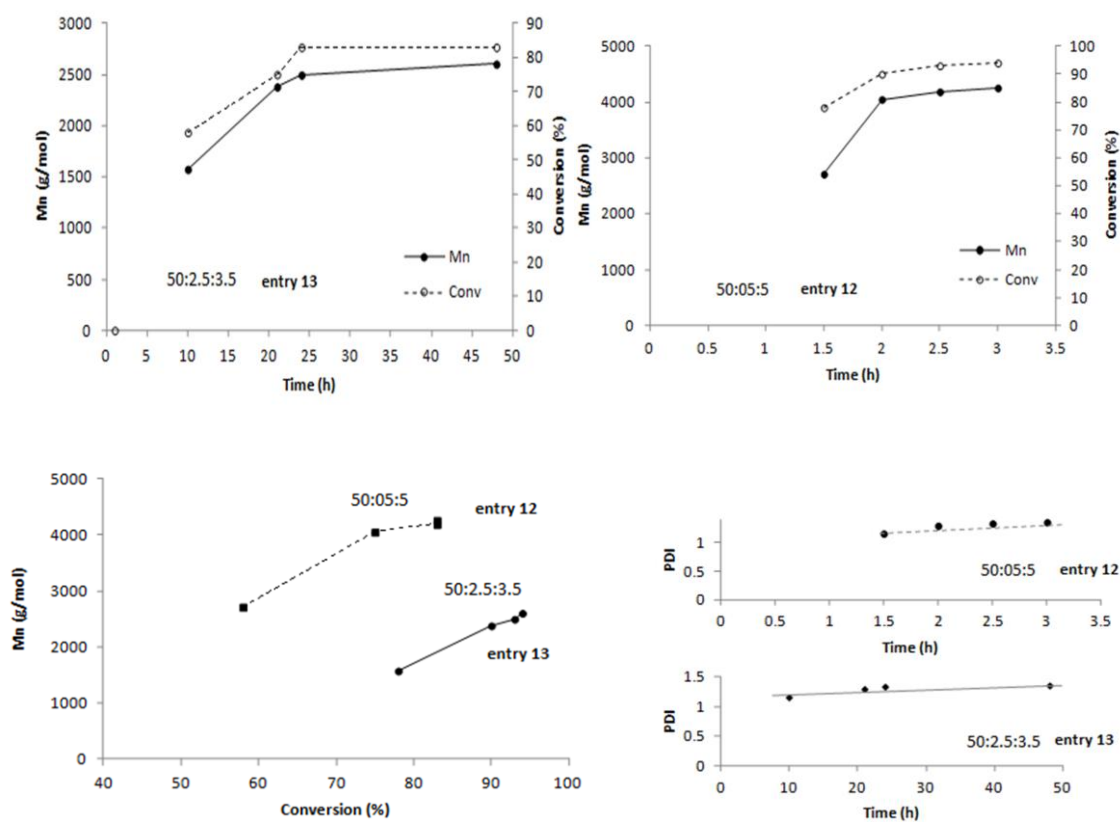 3000
2500
2000
1500
1000
500
0
Mn (g/mol)
90
80
70
60
50
40
30
20
10
0
Conversion (%)
Mn
Conv
50:2.5:3.5 entry 13
0 5 10 15 20 25 30 35 40 45 50
Time (h)
5000
4000
3000
2000
1000
0
Mn (g/mol)
100
90
80
70
60
50
40
30
20
10
0
Conversion (%)
Mn
Conv
50:05:5 entry 12
0 0.5 1 1.5 2 2.5 3 3.5
Time (h)
5000
4000
3000
2000
1000
0
Mn (g/mol)
50:05:5 entry 12
50:2.5:3.5
entry 13
40 50 60 70 80 90 100
Conversion (%)
1
0.5
0
PDI
50:05:5 entry 12
0 0.5 1 1.5 2 2.5 3 3.5
Time (h)
1.5
1
0.5
0
PDI
50:2.5:3.5 entry 13
0 10 20 30 40 50
Time (h)